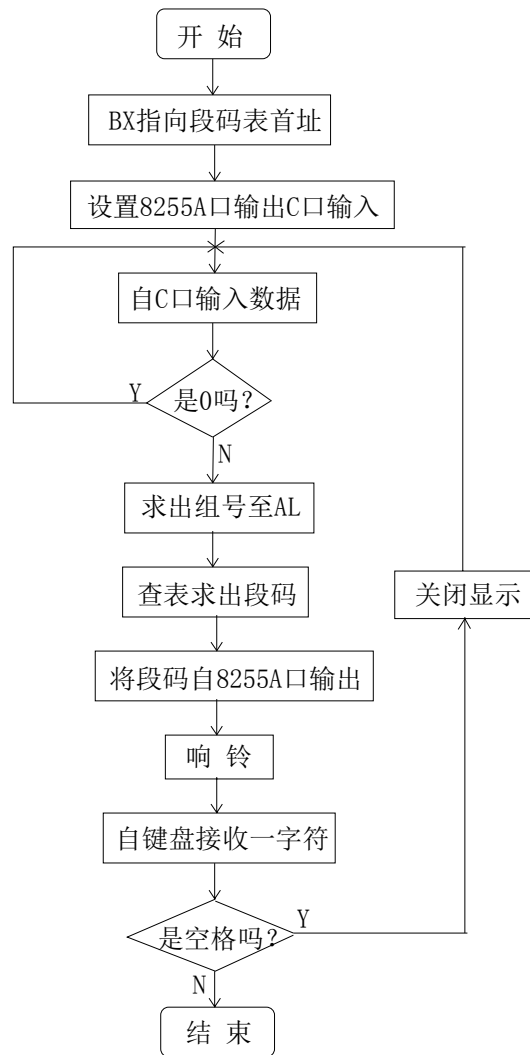 开 始
BX指向段码表首址
设置8255A口输出C口输入
自C口输入数据
Y
是0吗?
N
求出组号至AL
查表求出段码
关闭显示
将段码自8255A口输出
响 铃
自键盘接收一字符
Y
是空格吗?
N
结 束